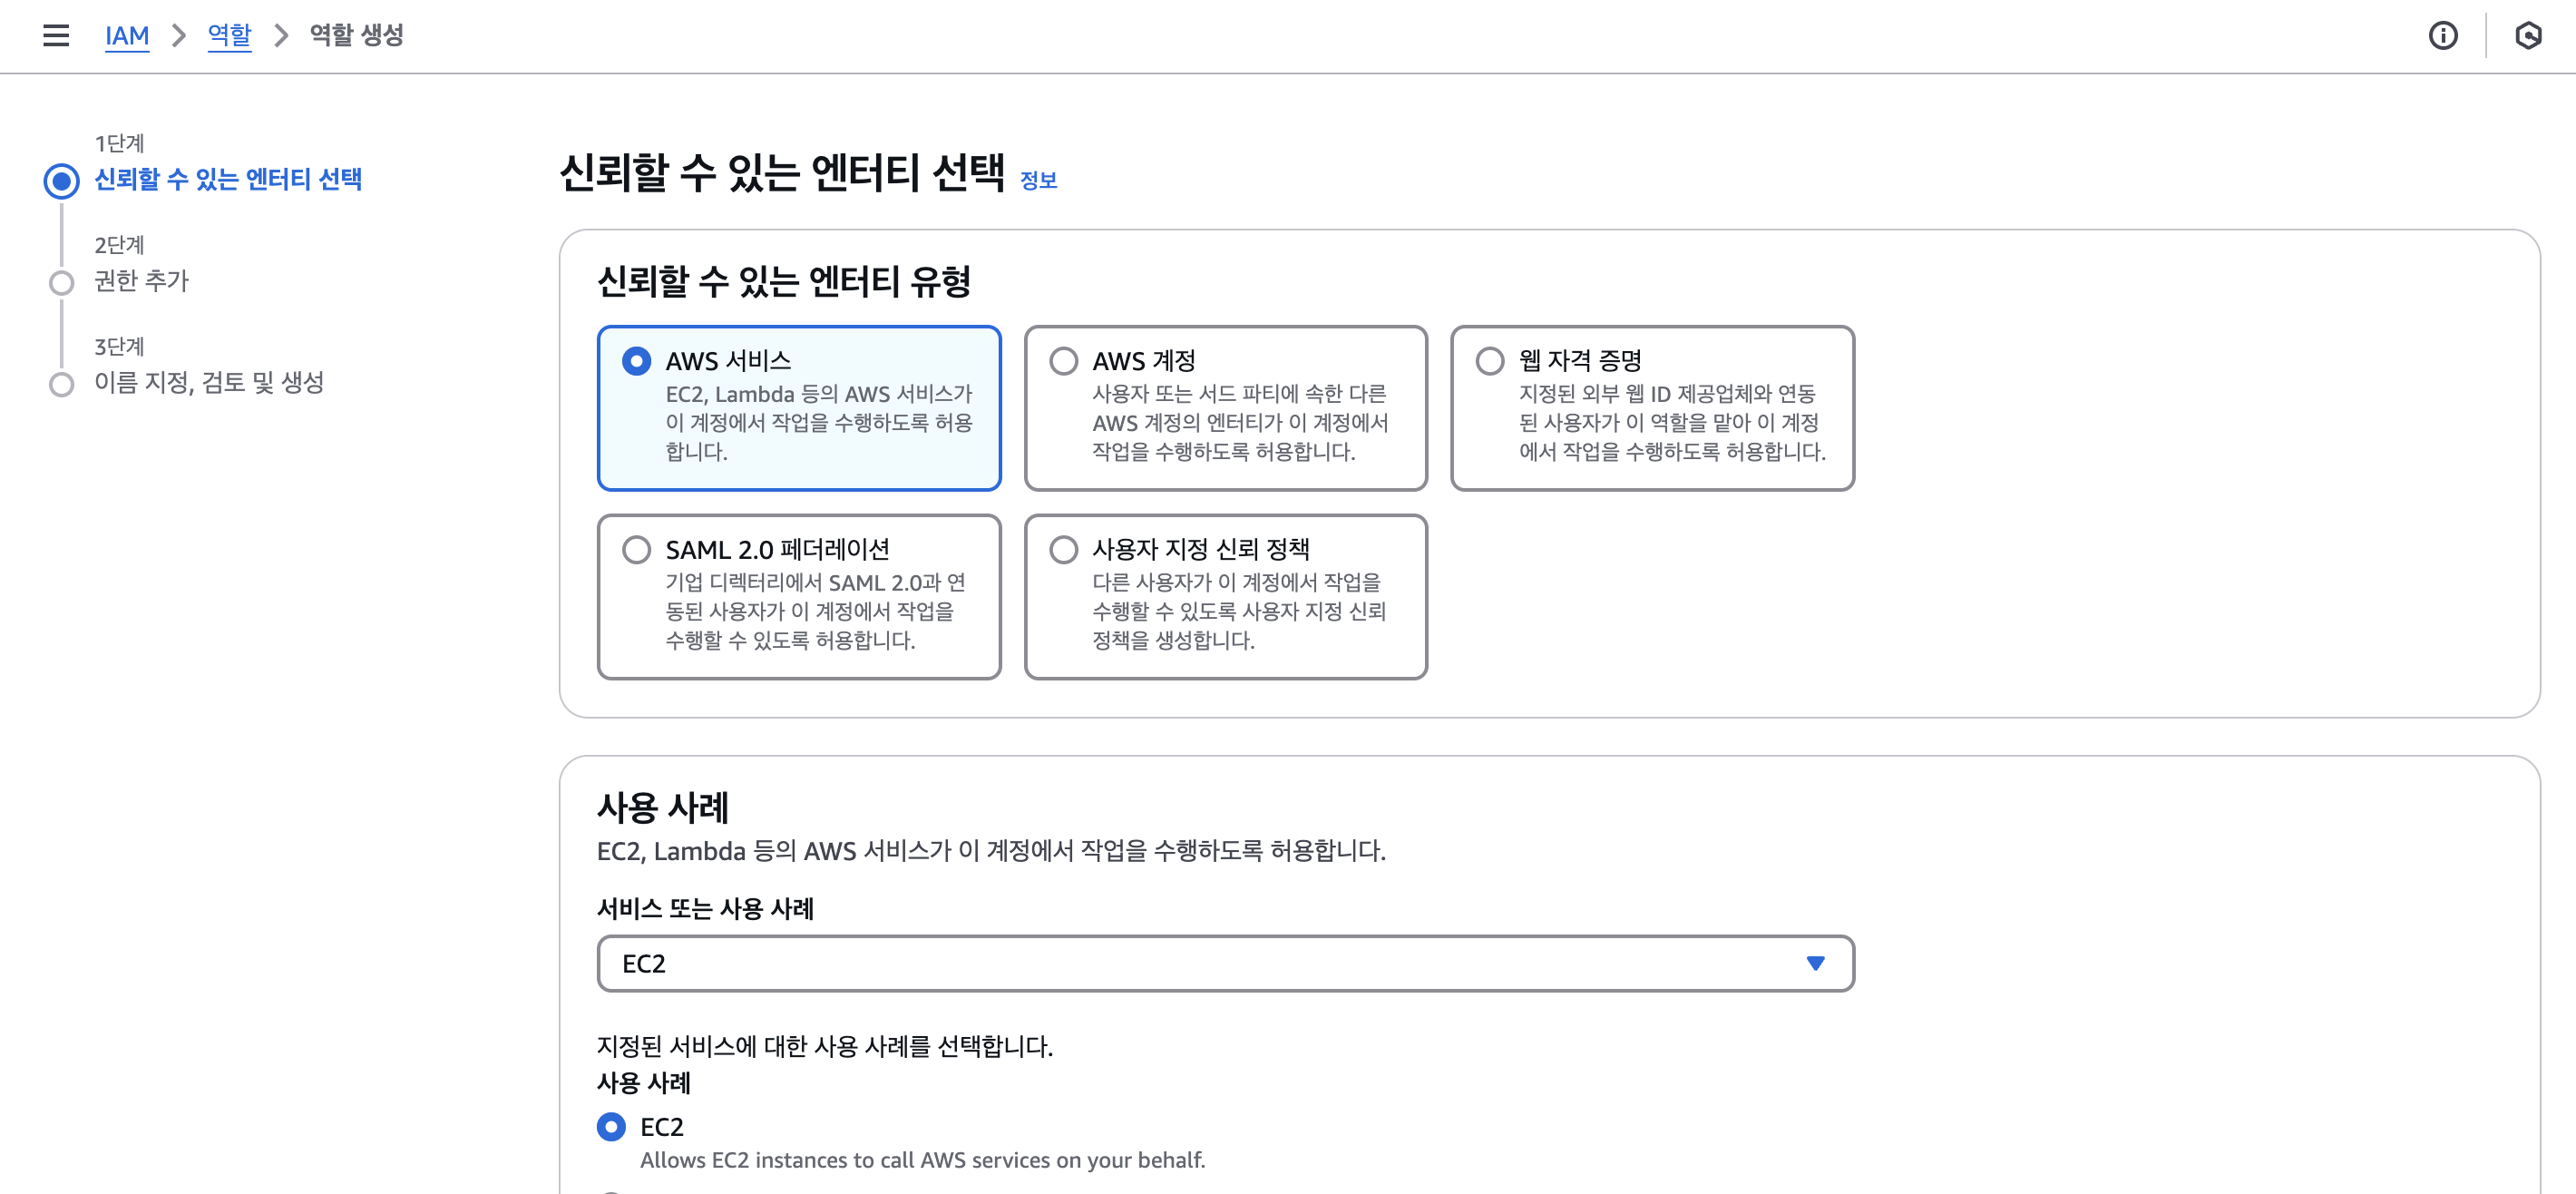 IAM > 역할 > 역할 생성
1단계
신뢰할 수 있는 엔터티 선택
2단계
권한 추가
3단계
이름 지정, 검토 및 생성
신뢰할 수 있는 엔터티 선택 정보
신뢰할 수 있는 엔터티 유형
AWS 서비스
EC2, Lambda 등의 AWS 서비스가
이 계정에서 작업을 수행하도록 허용
합니다.
AWS 계정
사용자 또는 서드 파티에 속한 다른
AWS 계정의 엔터티가 이 계정에서
작업을 수행하도록 허용합니다.
웹 자격 증명
지정된 외부 웹 ID 제공업체와 연동
된 사용자가 이 역할을 맡아 이 계정
에서 작업을 수행하도록 허용합니다.
SAML 2.0 페더레이션
기업 디렉터리에서 SAML 2.0과 연
동된 사용자가 이 계정에서 작업을
수행할 수 있도록 허용합니다.
사용자 지정 신뢰 정책
다른 사용자가 이 계정에서 작업을
수행할 수 있도록 사용자 지정 신뢰
정책을 생성합니다.
사용 사례
EC2, Lambda 등의 AWS 서비스가 이 계정에서 작업을 수행하도록 허용합니다.
서비스 또는 사용 사례
EC2
지정된 서비스에 대한 사용 사례를 선택합니다.
사용 사례
EC2
Allows EC2 instances to call AWS services on your behalf.